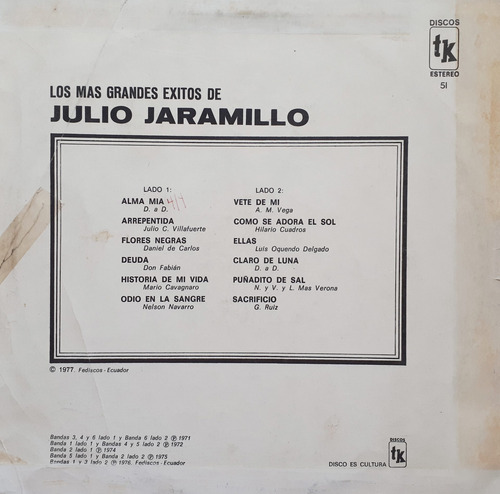 DISCOS
tk
ESTEREO
51
LOS MAS GRANDES EXITOS DE
JULIO JARAMILLO
LADO 1:
ALMA MIA
D. a D.
ARREPENTIDA
Julio C. Villafuerte
FLORES NEGRAS
Daniel de Carlos
DEUDA
Don Fabián
HISTORIA DE MI VIDA
Mario Cavagnaro
ODIO EN LA SANGRE
Nelson Navarro
LADO 2:
VETE DE MI
A. M. Vega
COMO SE ADORA EL SOL
Hilario Cuadros
ELLAS
Luis Oquendo Delgado
CLARO DE LUNA
D. a D.
PUÑADITO DE SAL
N. y V. y L. Mas Verona
SACRIFICIO
G. Ruiz
© 1977. Fediscos - Ecuador
Bandas 3, 4 y 6 lado 1 y Banda 6 lado 2 ℗ 1971
Banda 1 lado 1 y Bandas 4 y 5 lado 2 ℗ 1972
Banda 2 lado 1 ℗ 1974
Banda 5 lado 1 y Banda 2 lado 2 ℗ 1975
Bandas 1 y 3 lado 2 ℗ 1976. Fediscos - Ecuador
DISCO ES CULTURA
DISCOS
tk